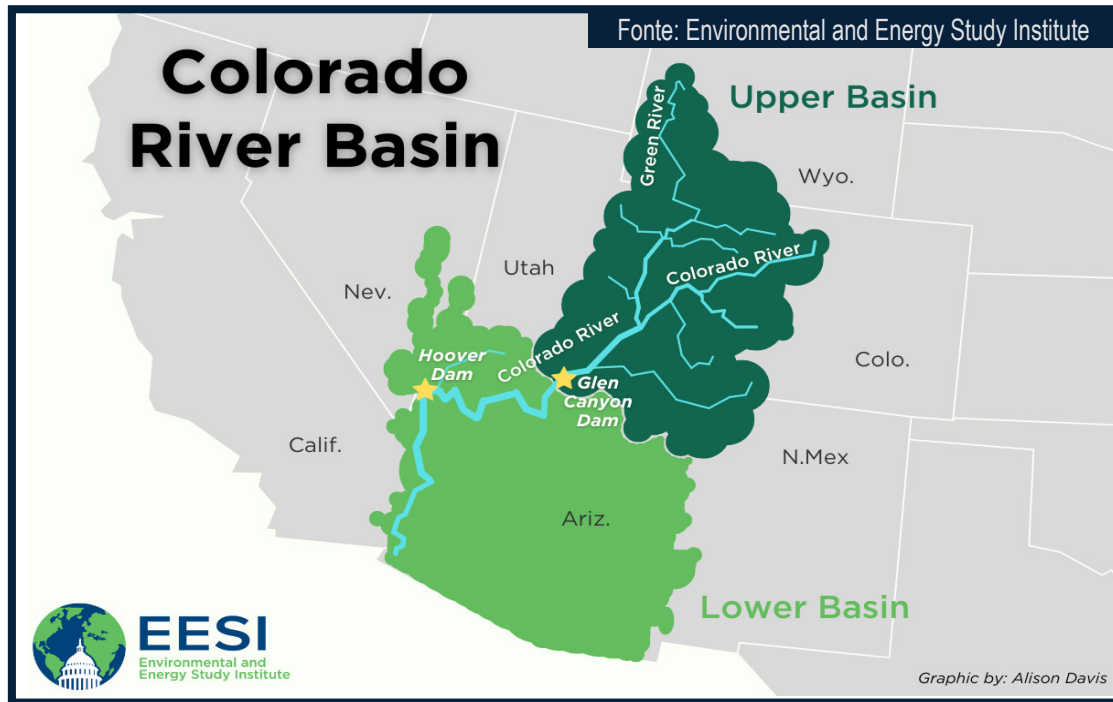 Fonte: Environmental and Energy Study Institute
Colorado
River Basin
Upper Basin
Green River
Wyo.
Colorado River
Utah
Nev.
Colorado River
Hoover
Dam
Glen
Canyon
Dam
Colo.
Calif.
N.Mex
Ariz.
Lower Basin
EESI
Environmental and
Energy Study Institute
Graphic by: Alison Davis